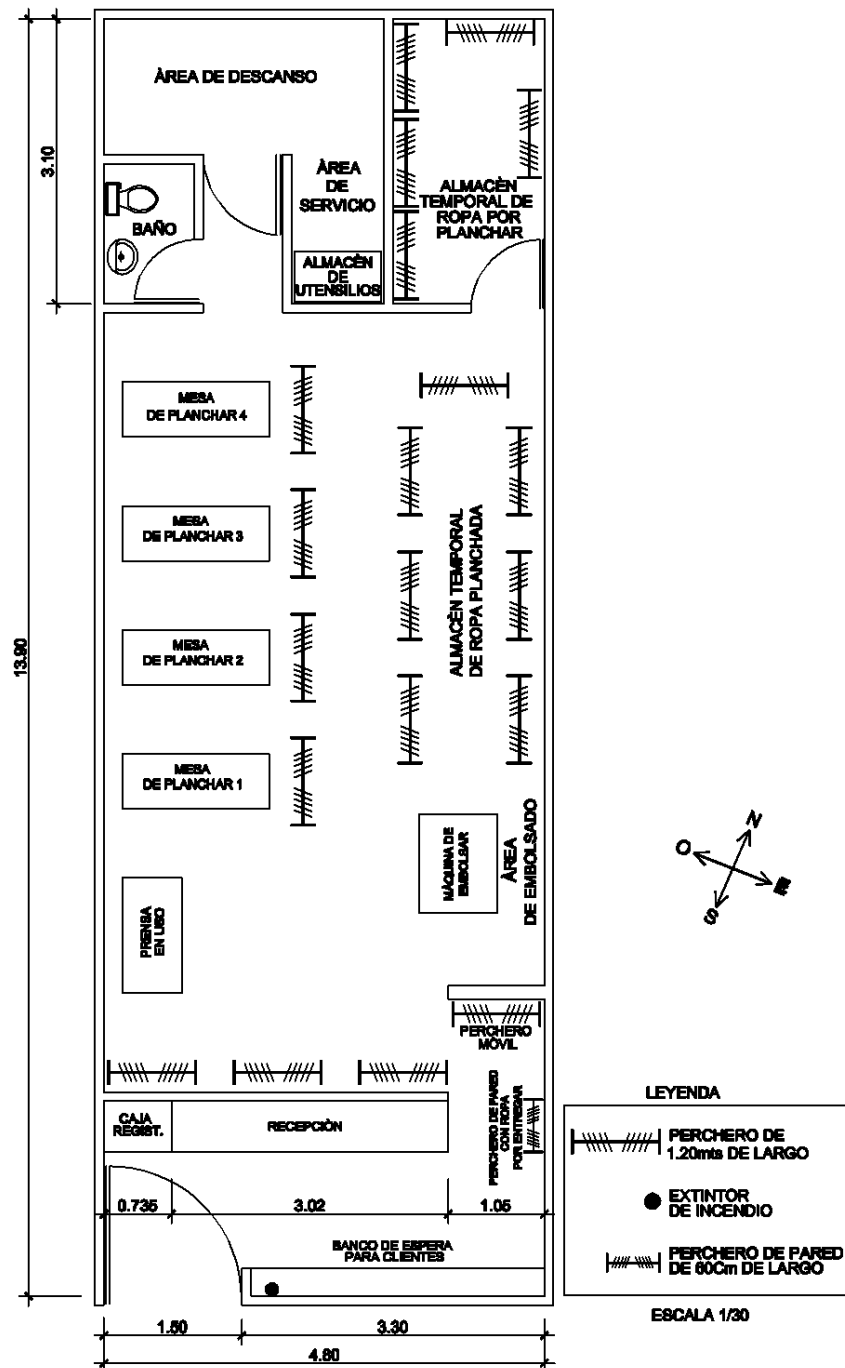 ÀREA DE DESCANSO
3.10
ÀREA
DE
SERVICIO
ALMACÈN
TEMPORAL DE
ROPA POR
PLANCHAR
BAÑO
ALMACÈN
DE
UTENSILIOS
MESA
DE PLANCHAR 4
MESA
DE PLANCHAR 3
ALMACÈN TEMPORAL
DE ROPA PLANCHADA
13.90
MESA
DE PLANCHAR 2
MESA
DE PLANCHAR 1
MÁQUINA DE
EMBOLSAR
ÀREA
DE EMBOLSADO
N
O
E
S
PRENSA
EN USO
PERCHERO
MÒVIL
CAJA
REGIST.
RECEPCIÒN
PERCHERO DE PARED
CON ROPA
POR ENTREGAR
LEYENDA
PERCHERO DE
1.20mts DE LARGO
EXTINTOR
DE INCENDIO
PERCHERO DE PARED
DE 60Cm DE LARGO
ESCALA 1/30
0.735
3.02
1.05
BANCO DE ESPERA
PARA CLIENTES
1.50
3.30
4.80